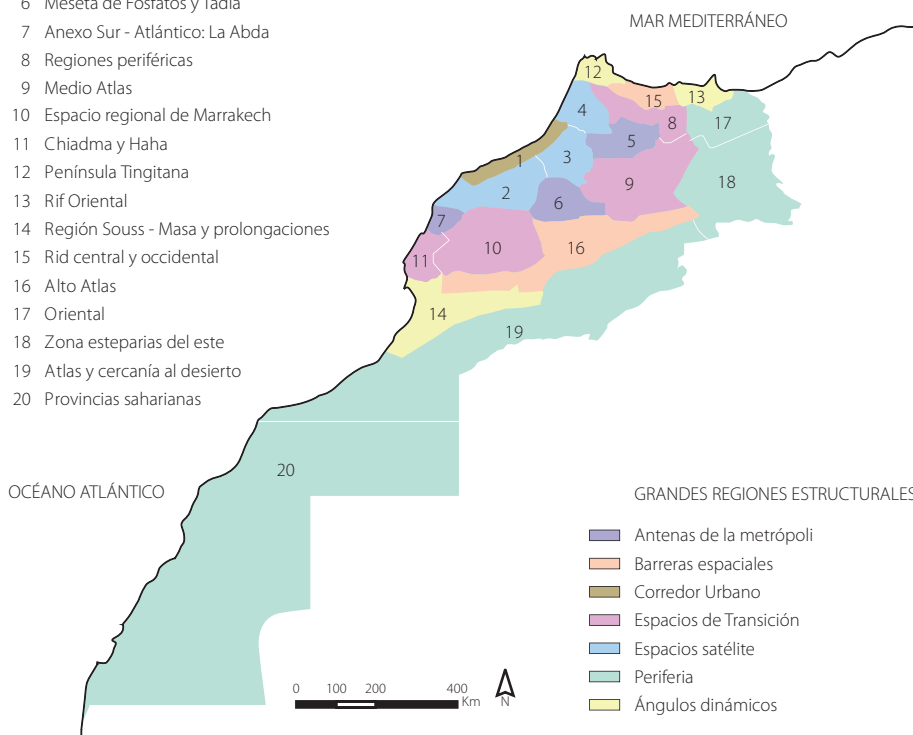 6 Meseta de Fosfatos y Tadla
7 Anexo Sur - Atlántico: La Abda
8 Regiones periféricas
9 Medio Atlas
10 Espacio regional de Marrakech
11 Chiadma y Haha
12 Península Tingitana
13 Rif Oriental
14 Región Souss - Masa y prolongaciones
15 Rid central y occidental
16 Alto Atlas
17 Oriental
18 Zona esteparias del este
19 Atlas y cercanía al desierto
20 Provincias saharianas
MAR MEDITERRÁNEO
12
4
15
13
8
17
5
1
3
2
9
18
6
7
10
16
11
14
19
20
OCÉANO ATLÁNTICO
GRANDES REGIONES ESTRUCTURALES
Antenas de la metrópoli
Barreras espaciales
Corredor Urbano
Espacios de Transición
Espacios satélite
Periferia
Ángulos dinámicos
0 100 200 400
Km
N